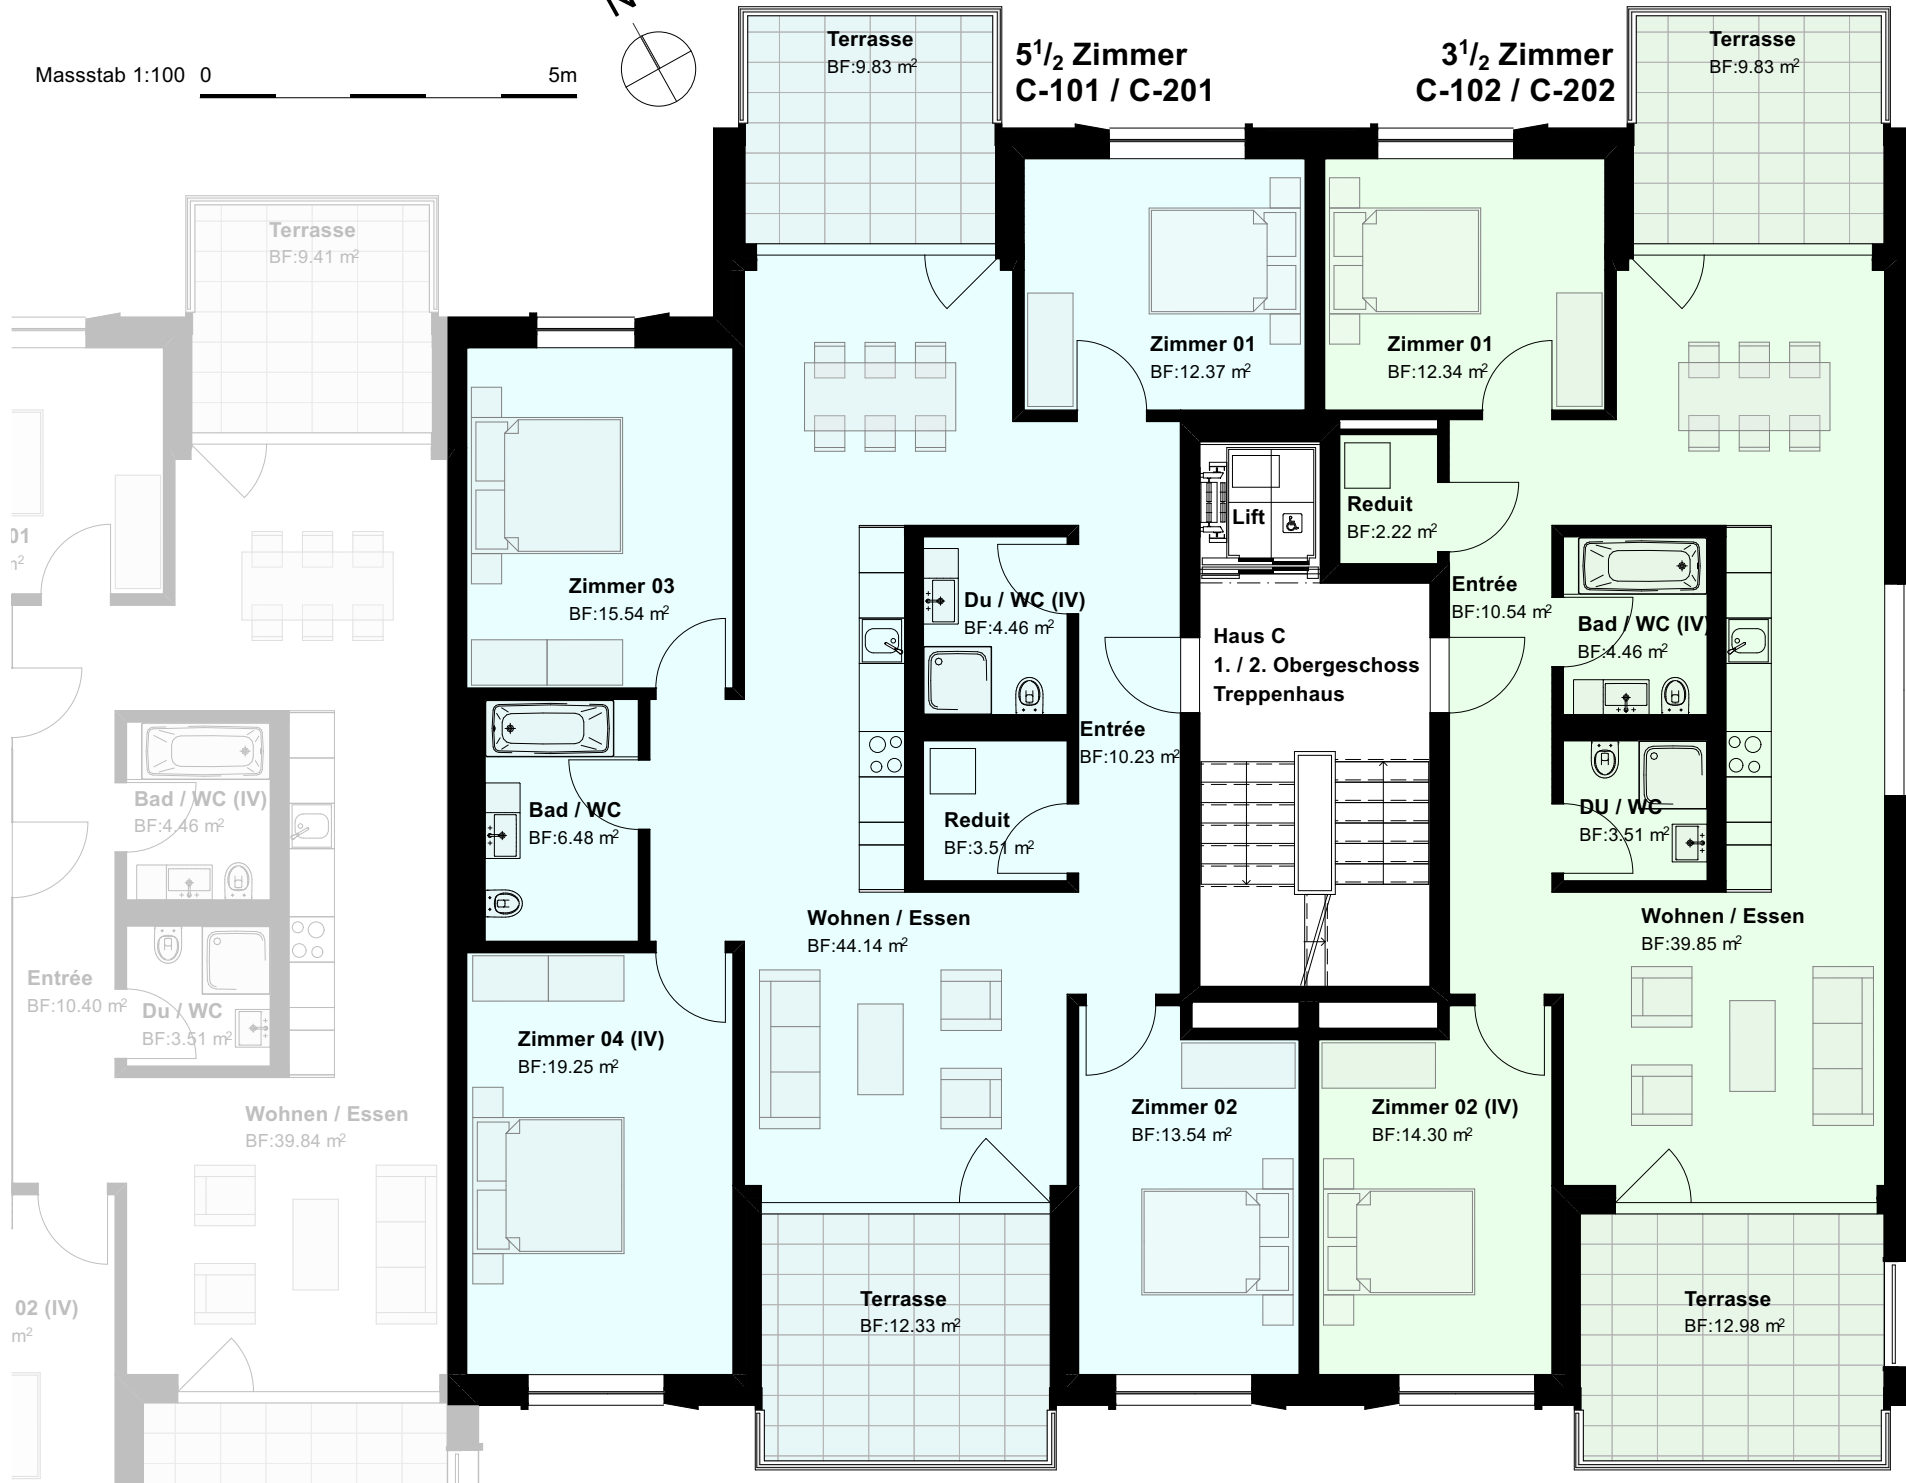 N
Massstab 1:100 0 5m
5 1/2 Zimmer
C-101 / C-201
3 1/2 Zimmer
C-102 / C-202
Terrasse
BF:9.83 m²
Terrasse
BF:9.83 m²
Terrasse
BF:9.41 m²
Zimmer 01
BF:12.37 m²
Zimmer 01
BF:12.34 m²
01
m²
Zimmer 03
BF:15.54 m²
Lift
Reduit
BF:2.22 m²
Du / WC (IV)
BF:4.46 m²
Entrée
BF:10.54 m²
Bad / WC (IV)
BF:4.46 m²
Haus C
1. / 2. Obergeschoss
Treppenhaus
Entrée
BF:10.23 m²
Bad / WC (IV)
BF:4.46 m²
Bad / WC
BF:6.48 m²
Reduit
BF:3.51 m²
DU / WC
BF:3.51 m²
Wohnen / Essen
BF:44.14 m²
Wohnen / Essen
BF:39.85 m²
Entrée
BF:10.40 m²
Du / WC
BF:3.51 m²
Zimmer 04 (IV)
BF:19.25 m²
Wohnen / Essen
BF:39.84 m²
Zimmer 02
BF:13.54 m²
Zimmer 02 (IV)
BF:14.30 m²
02 (IV)
m²
Terrasse
BF:12.33 m²
Terrasse
BF:12.98 m²